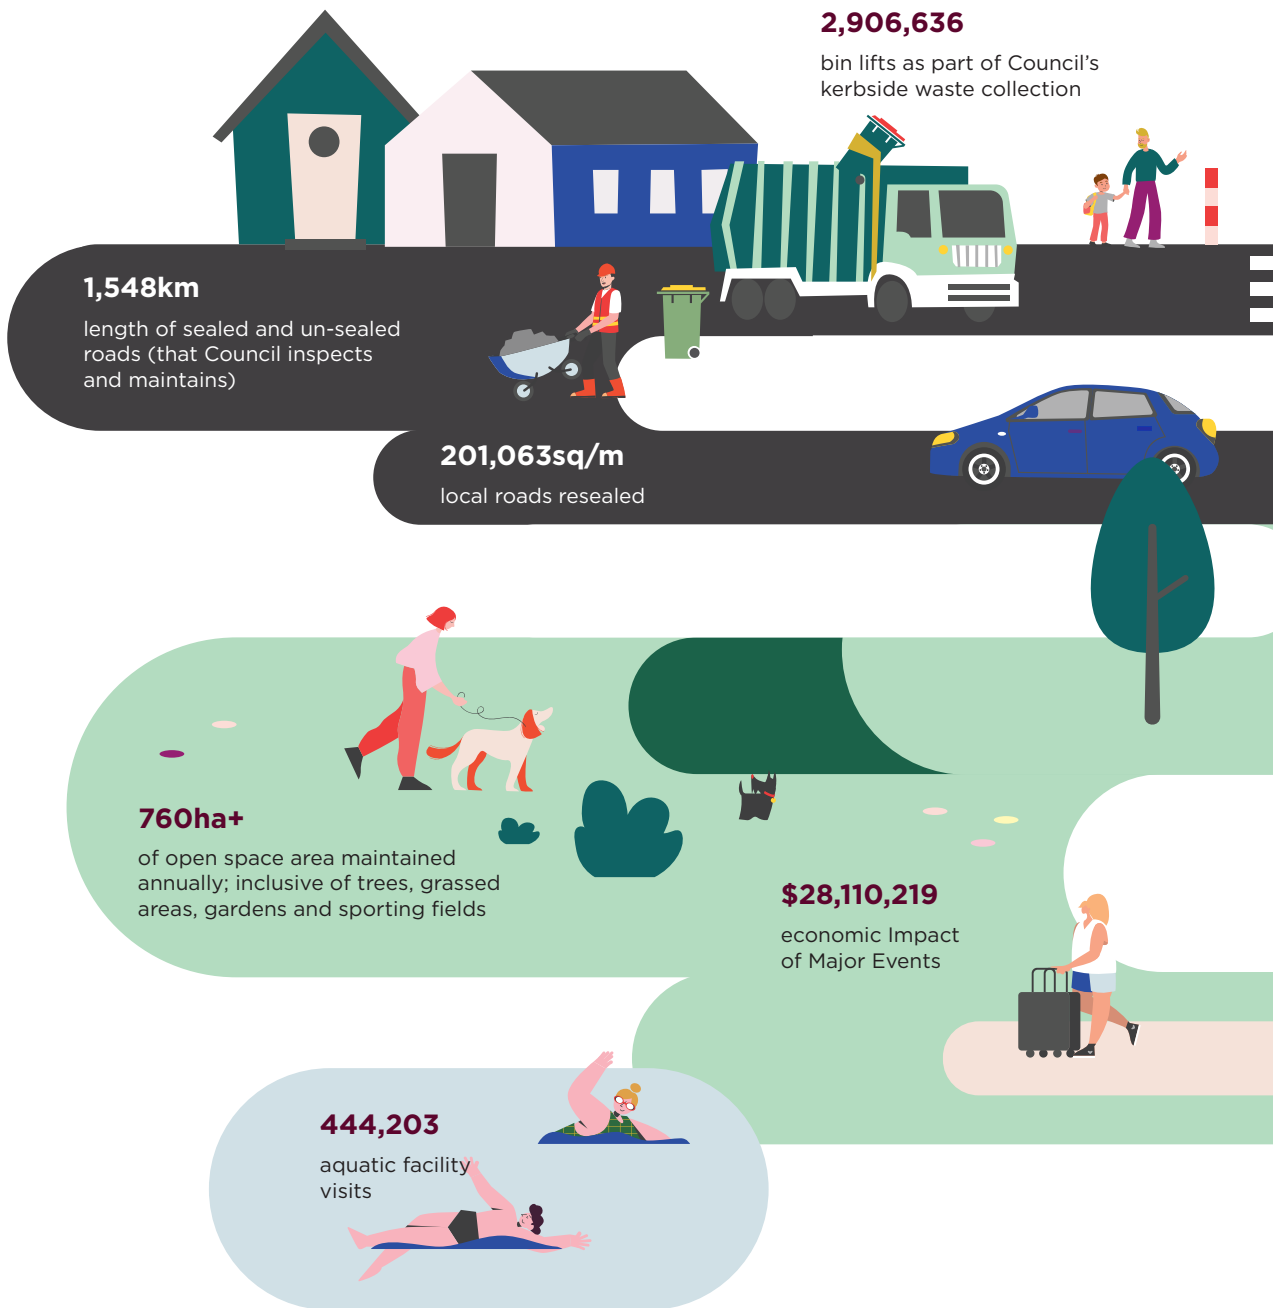 2,906,636
bin lifts as part of Council’s
kerbside waste collection
1,548km
length of sealed and un-sealed
roads (that Council inspects
and maintains)
201,063sq/m
local roads resealed
760ha+
of open space area maintained
annually; inclusive of trees, grassed
areas, gardens and sporting fields
$28,110,219
economic Impact
of Major Events
444,203
aquatic facility
visits